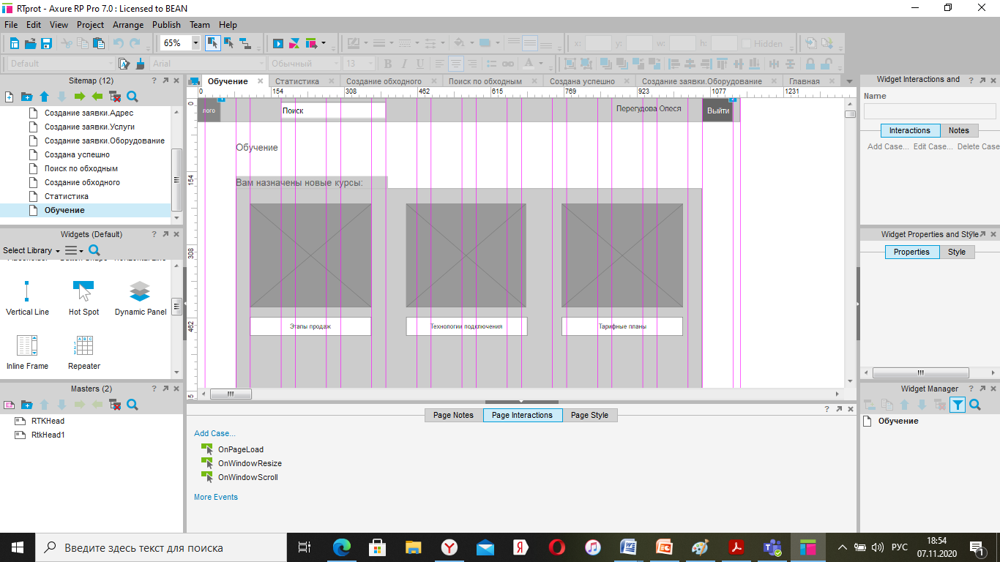 RTprot - Axure RP Pro 7.0 : Licensed to BEAN
File Edit View Project Arrange Publish Team Help
65% x: y: w: h: Hidden
Default Arial Обычный 13 B I U A
Sitemap (12)
Создание заявки.Адрес
Создание заявки.Услуги
Создание заявки.Оборудование
Создана успешно
Поиск по обходным
Создание обходного
Статистика
Обучение
Widgets (Default)
Select Library
Vertical Line Hot Spot Dynamic Panel
Inline Frame Repeater
Masters (2)
RTKHead
RtkHead1
Обучение Статистика Создание обходного Поиск по обходным Создана успешно Создание заявки.Оборудование Главная
0 154 308 462 615 769 923 1077 1231
0
154
308
462
лого Поиск Перегудова Олеся Выйти
Обучение
Вам назначены новые курсы:
Этапы продаж Технологии подключения Тарифные планы
Page Notes Page Interactions Page Style
Add Case...
OnPageLoad
OnWindowResize
OnWindowScroll
More Events
Widget Interactions and
Name
Interactions Notes
Add Case... Edit Case... Delete Case
Widget Properties and Style
Properties Style
Widget Manager
Обучение
Введите здесь текст для поиска
РУС
18:54
07.11.2020
1